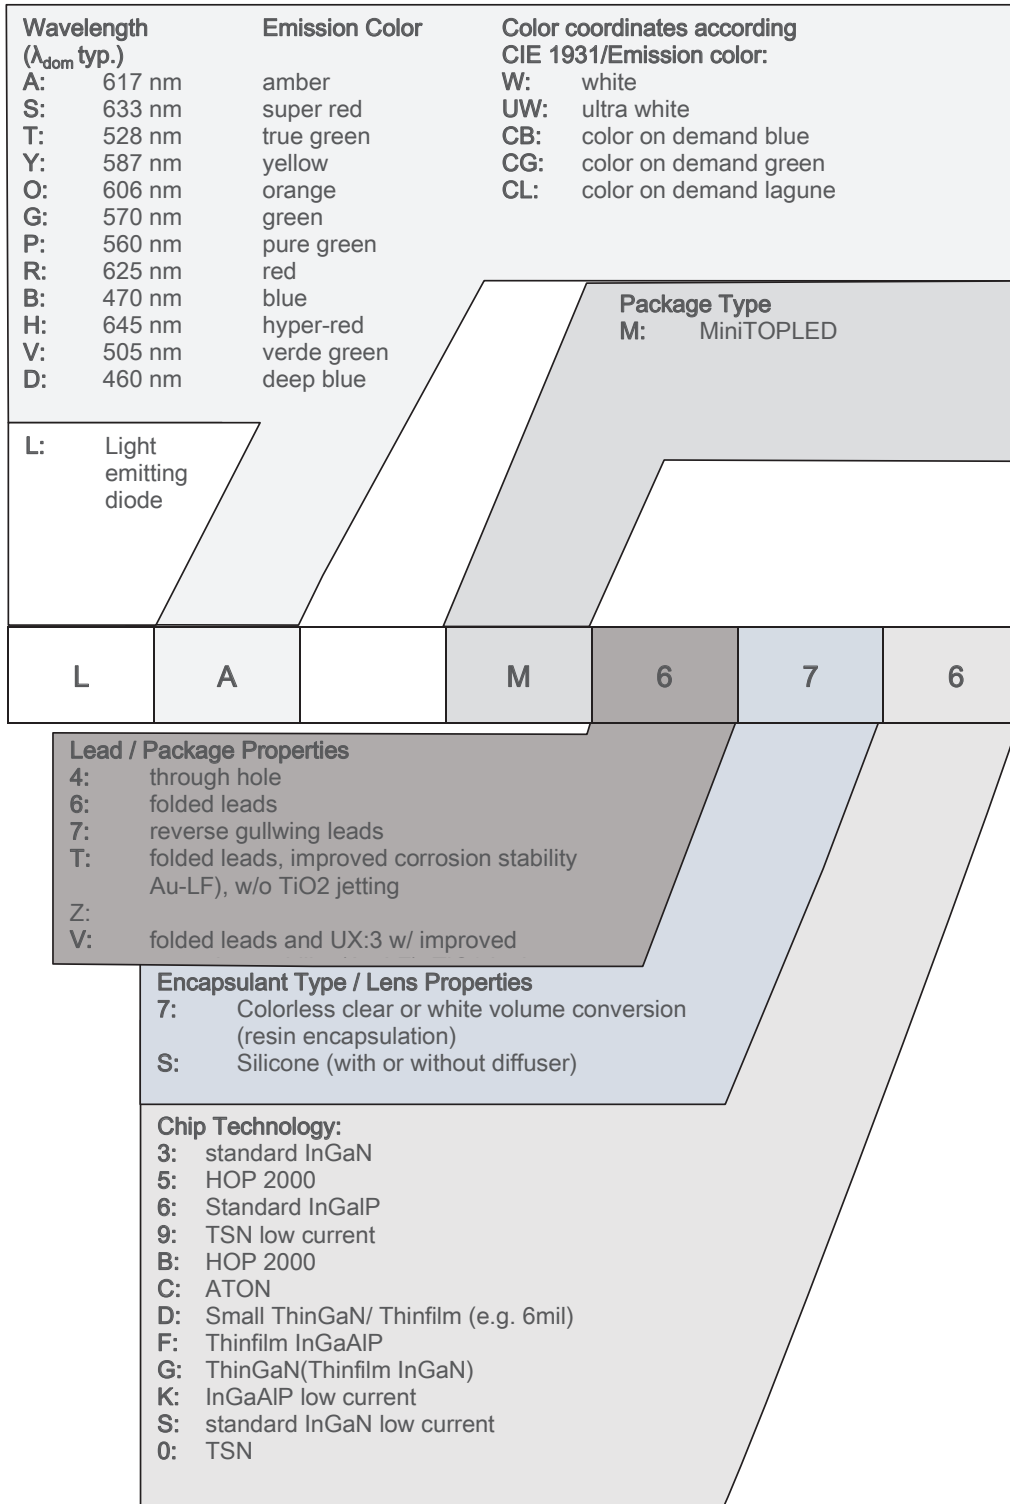 Wavelength Emission Color Color coordinates according
(λdom typ.) CIE 1931/Emission color:
A: 617 nm amber W: white
S: 633 nm super red UW: ultra white
T: 528 nm true green CB: color on demand blue
Y: 587 nm yellow CG: color on demand green
O: 606 nm orange CL: color on demand lagune
G: 570 nm green
P: 560 nm pure green
R: 625 nm red
B: 470 nm blue
H: 645 nm hyper-red
V: 505 nm verde green
D: 460 nm deep blue
Package Type
M: MiniTOPLED
L: Light
emitting
diode
L A M 6 7 6
Lead / Package Properties
4: through hole
6: folded leads
7: reverse gullwing leads
T: folded leads, improved corrosion stability
Au-LF), w/o TiO2 jetting
Z:
V: folded leads and UX:3 w/ improved
Encapsulant Type / Lens Properties
7: Colorless clear or white volume conversion
(resin encapsulation)
S: Silicone (with or without diffuser)
Chip Technology:
3: standard InGaN
5: HOP 2000
6: Standard InGalP
9: TSN low current
B: HOP 2000
C: ATON
D: Small ThinGaN/ Thinfilm (e.g. 6mil)
F: Thinfilm InGaAlP
G: ThinGaN(Thinfilm InGaN)
K: InGaAlP low current
S: standard InGaN low current
0: TSN